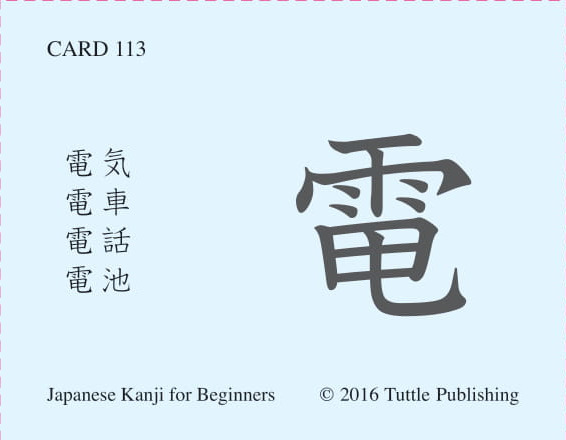 CARD 113
電気
電車
電話
電池
電
Japanese Kanji for Beginners © 2016 Tuttle Publishing